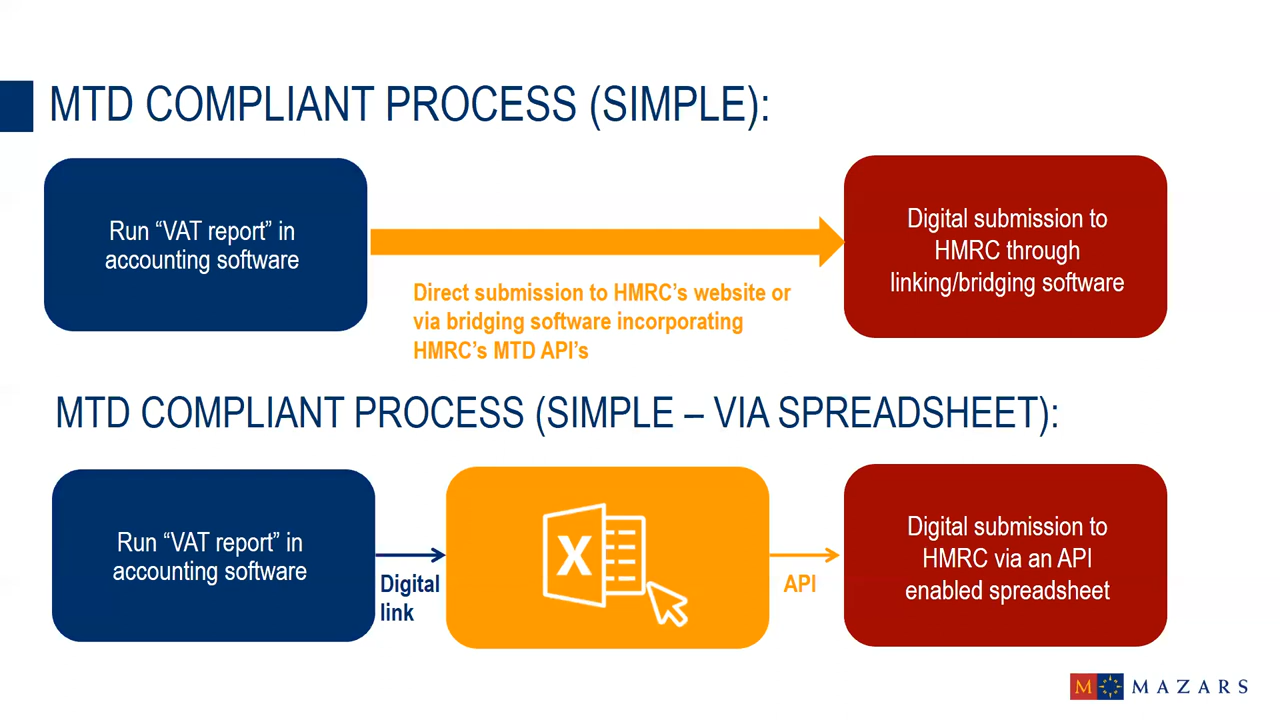 MTD COMPLIANT PROCESS (SIMPLE):
Run “VAT report” in
accounting software
Direct submission to HMRC’s website or
via bridging software incorporating
HMRC’s MTD API’s
Digital submission to
HMRC through
linking/bridging software
MTD COMPLIANT PROCESS (SIMPLE – VIA SPREADSHEET):
Run “VAT report” in
accounting software
Digital
link
X
API
Digital submission to
HMRC via an API
enabled spreadsheet
M MAZARS